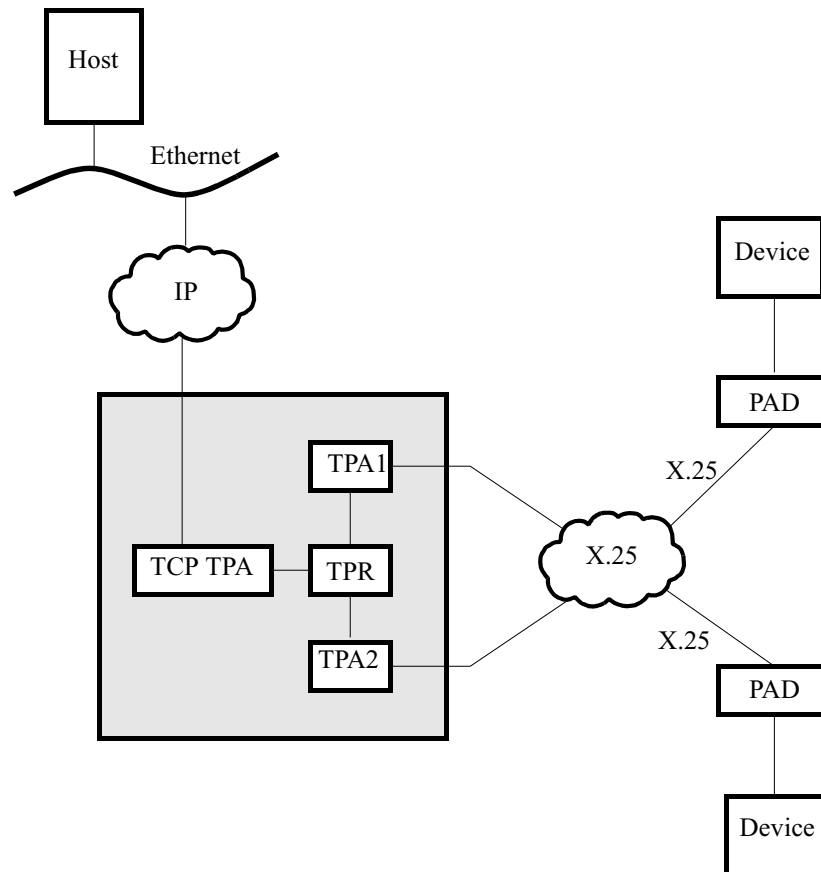 Host
Ethernet
IP
Device
PAD
X.25
TPA1
X.25
TCP TPA
TPR
TPA2
X.25
PAD
Device